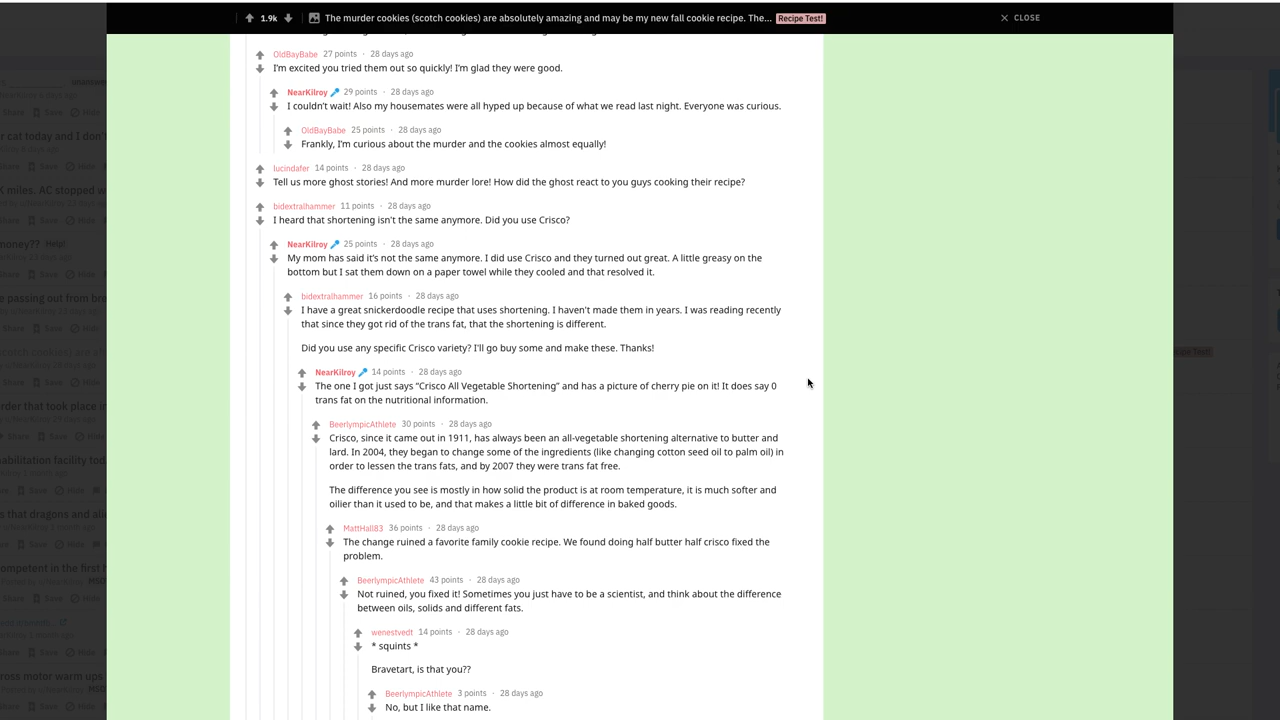 1.9k The murder cookies (scotch cookies) are absolutely amazing and may be my new fall cookie recipe. The... Recipe Test! CLOSE
OldBayBabe 27 points · 28 days ago
I'm excited you tried them out so quickly! I'm glad they were good.
NearKilroy 29 points · 28 days ago
I couldn't wait! Also my housemates were all hyped up because of what we read last night. Everyone was curious.
OldBayBabe 25 points · 28 days ago
Frankly, I'm curious about the murder and the cookies almost equally!
lucindafer 14 points · 28 days ago
Tell us more ghost stories! And more murder lore! How did the ghost react to you guys cooking their recipe?
bidextralhammer 11 points · 28 days ago
I heard that shortening isn't the same anymore. Did you use Crisco?
NearKilroy 25 points · 28 days ago
My mom has said it's not the same anymore. I did use Crisco and they turned out great. A little greasy on the
bottom but I sat them down on a paper towel while they cooled and that resolved it.
bidextralhammer 16 points · 28 days ago
I have a great snickerdoodle recipe that uses shortening. I haven't made them in years. I was reading recently
that since they got rid of the trans fat, that the shortening is different.
Did you use any specific Crisco variety? I'll go buy some and make these. Thanks!
NearKilroy 14 points · 28 days ago
The one I got just says “Crisco All Vegetable Shortening” and has a picture of cherry pie on it! It does say 0
trans fat on the nutritional information.
BeerlympicAthlete 30 points · 28 days ago
Crisco, since it came out in 1911, has always been an all-vegetable shortening alternative to butter and
lard. In 2004, they began to change some of the ingredients (like changing cotton seed oil to palm oil) in
order to lessen the trans fats, and by 2007 they were trans fat free.
The difference you see is mostly in how solid the product is at room temperature, it is much softer and
oilier than it used to be, and that makes a little bit of difference in baked goods.
MattHall83 36 points · 28 days ago
The change ruined a favorite family cookie recipe. We found doing half butter half crisco fixed the
problem.
BeerlympicAthlete 43 points · 28 days ago
Not ruined, you fixed it! Sometimes you just have to be a scientist, and think about the difference
between oils, solids and different fats.
wenestvedt 14 points · 28 days ago
* squints *
Bravetart, is that you??
BeerlympicAthlete 3 points · 28 days ago
No, but I like that name.